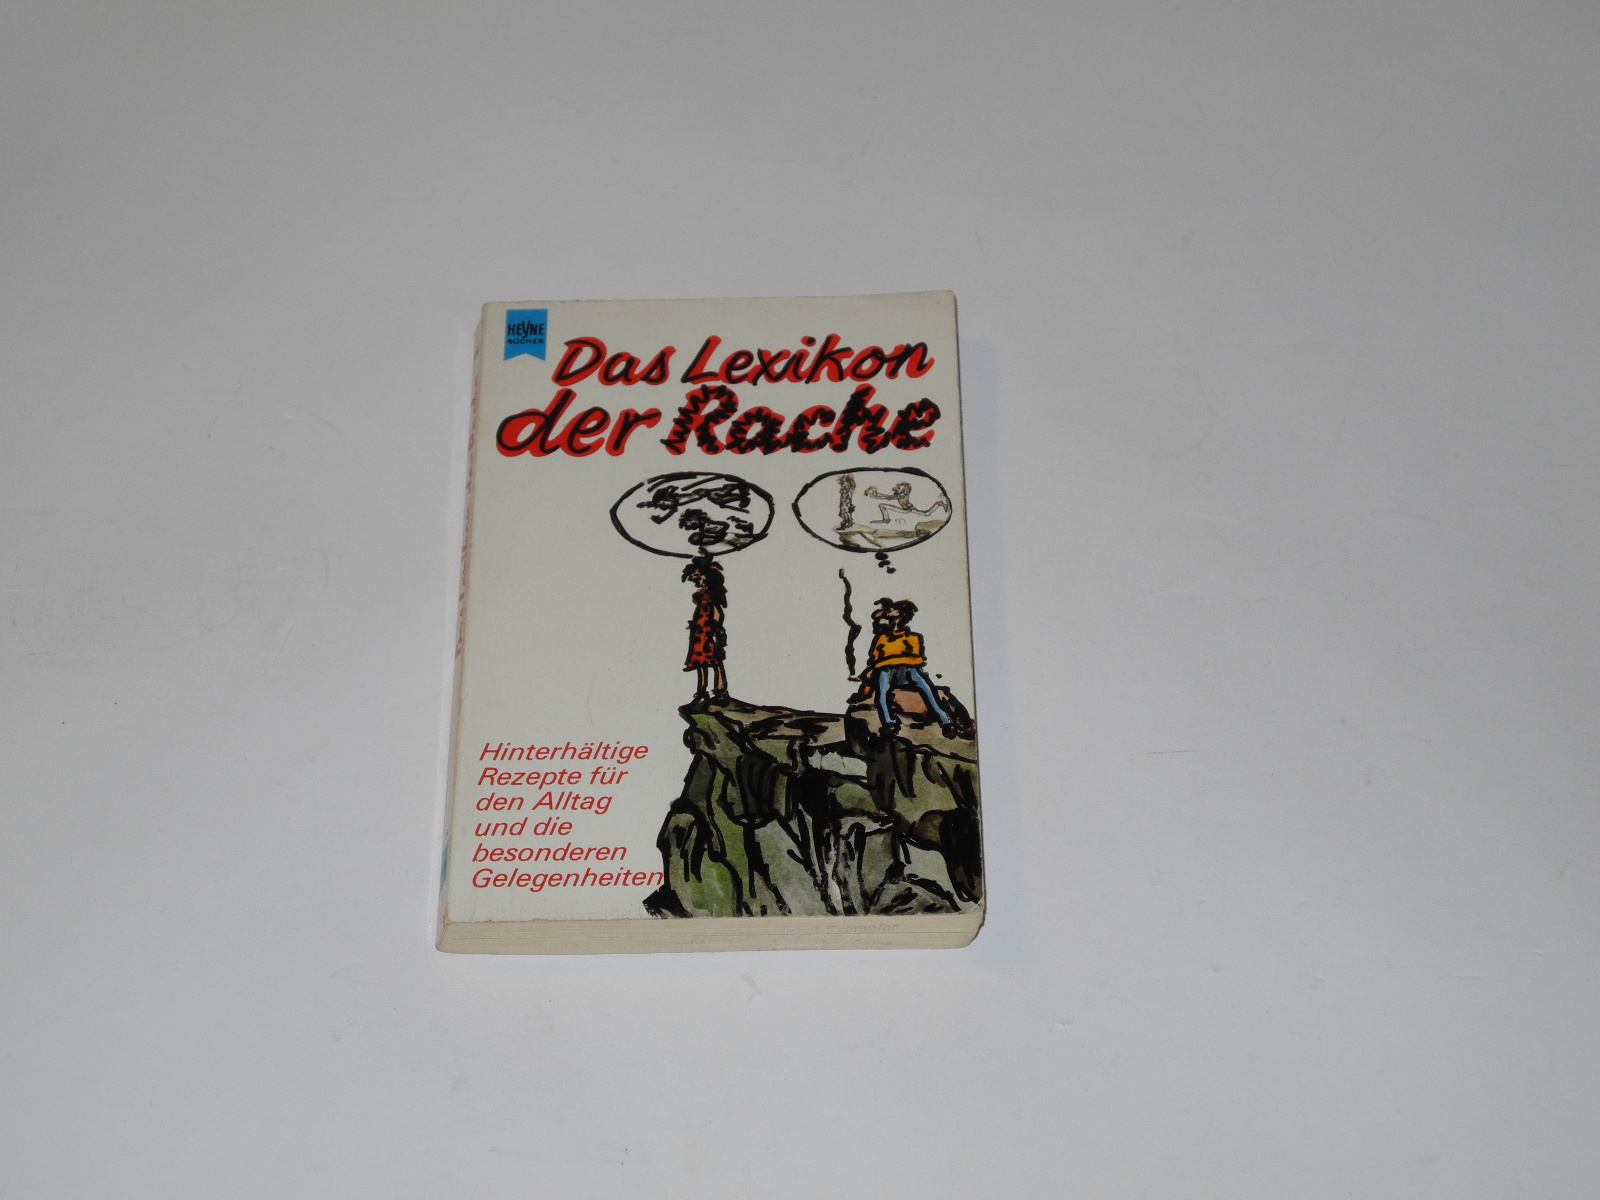 HEYNE
BÜCHER
Das Lexikon
der Rache
Hinterhältige
Rezepte für
den Alltag
und die
besonderen
Gelegenheiten